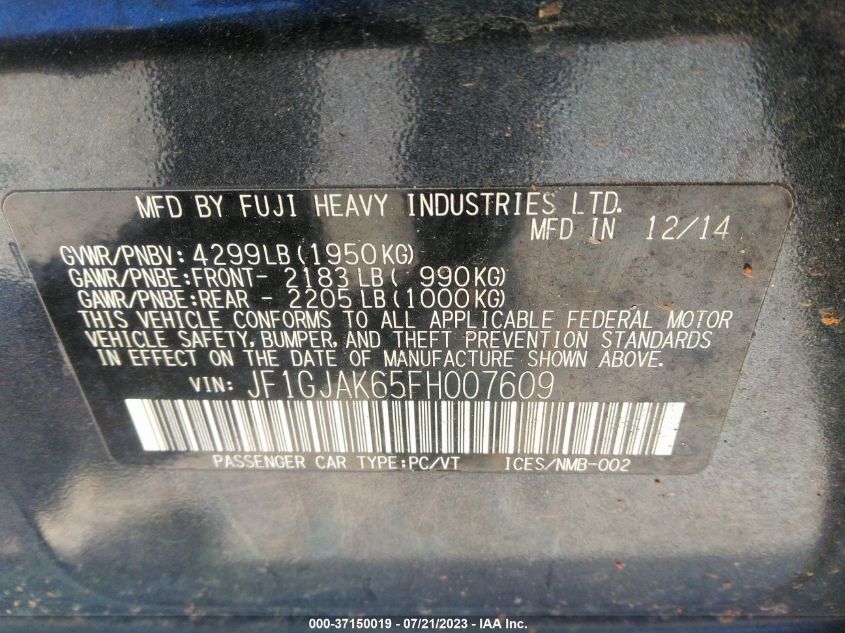 MFD BY FUJI HEAVY INDUSTRIES LTD.
MFD IN 12/14
GVWR/PNBV: 4299LB (1950KG)
GAWR/PNBE:FRONT- 2183 LB ( 990KG)
GAWR/PNBE:REAR - 2205 LB (1000KG)
THIS VEHICLE CONFORMS TO ALL APPLICABLE FEDERAL MOTOR
VEHICLE SAFETY, BUMPER, AND THEFT PREVENTION STANDARDS
IN EFFECT ON THE DATE OF MANUFACTURE SHOWN ABOVE.
VIN: JF1GJAK65FH007609
PASSENGER CAR TYPE:PC/VT ICES/NMB-002
000-37150019 - 07/21/2023 - IAA Inc.